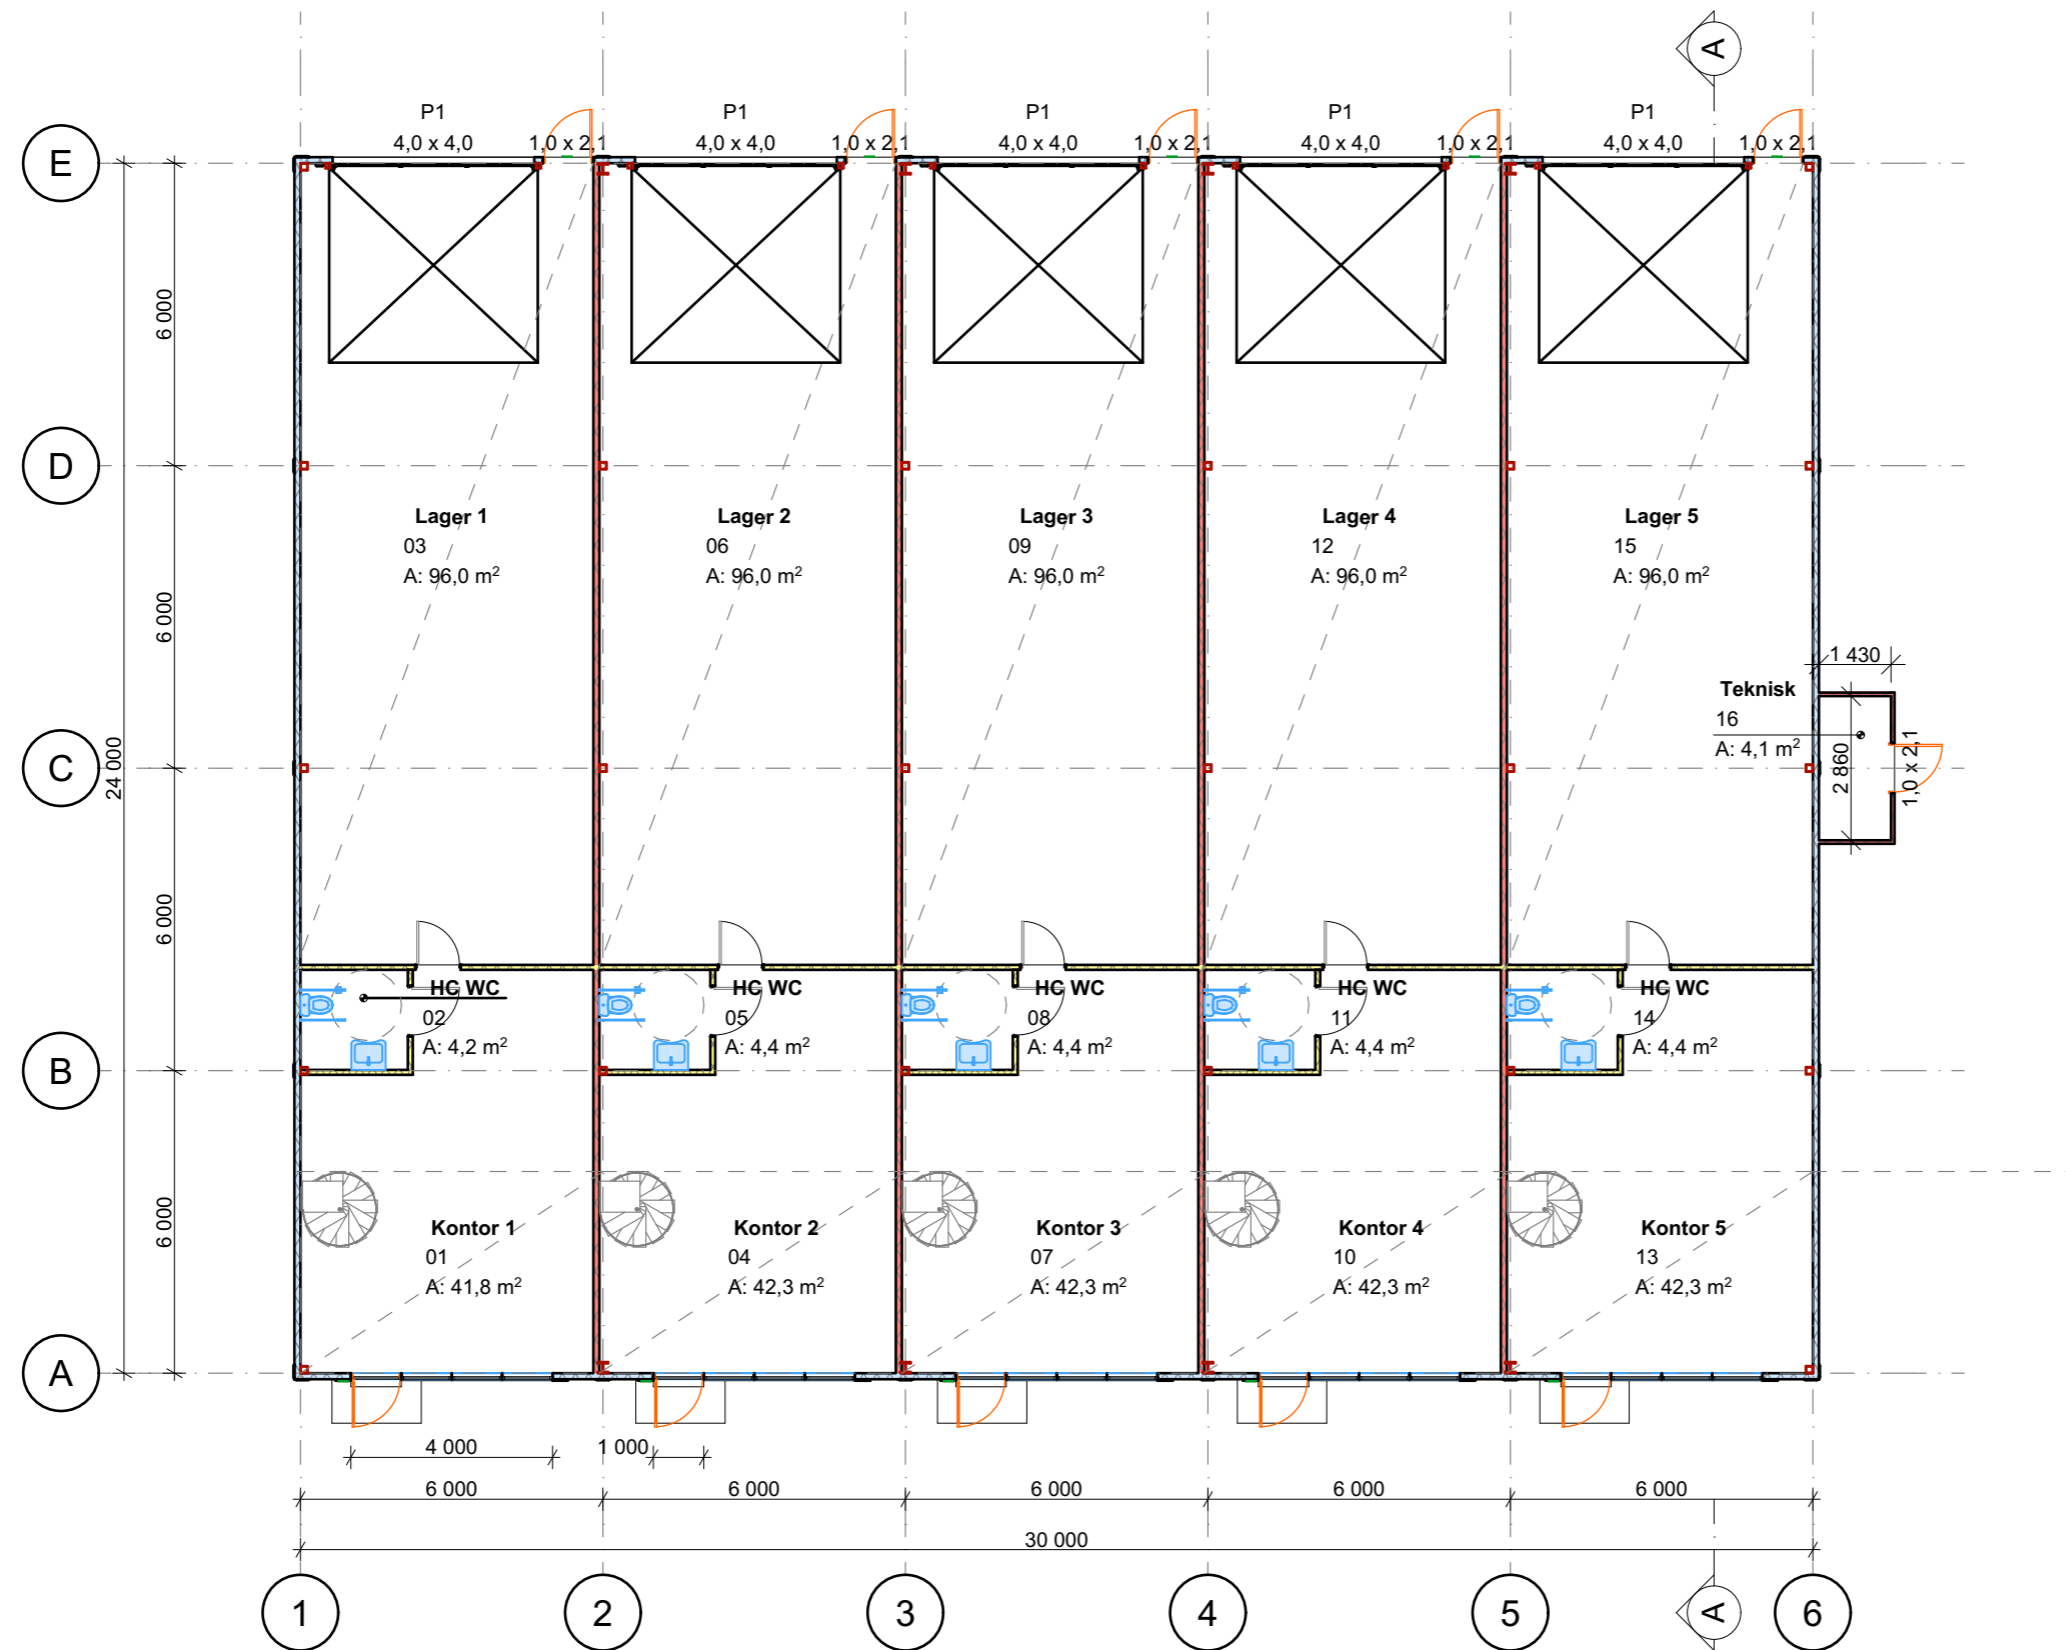 A
P1 P1 P1 P1 P1
4,0 x 4,0 1,0 x 2,1 4,0 x 4,0 1,0 x 2,1 4,0 x 4,0 1,0 x 2,1 4,0 x 4,0 1,0 x 2,1 4,0 x 4,0 1,0 x 2,1
E
6 000
D
Lager 1 Lager 2 Lager 3 Lager 4 Lager 5
03 06 09 12 15
A: 96,0 m² A: 96,0 m² A: 96,0 m² A: 96,0 m² A: 96,0 m²
6 000
1 430
Teknisk
16
A: 4,1 m²
2 860
1,0 x 2,1
C
24 000
6 000
HC WC HC WC HC WC HC WC HC WC
02 05 08 11 14
A: 4,2 m² A: 4,4 m² A: 4,4 m² A: 4,4 m² A: 4,4 m²
B
6 000
Kontor 1 Kontor 2 Kontor 3 Kontor 4 Kontor 5
01 04 07 10 13
A: 41,8 m² A: 42,3 m² A: 42,3 m² A: 42,3 m² A: 42,3 m²
A
4 000 1 000
6 000 6 000 6 000 6 000 6 000
30 000
1 2 3 4 5 A 6